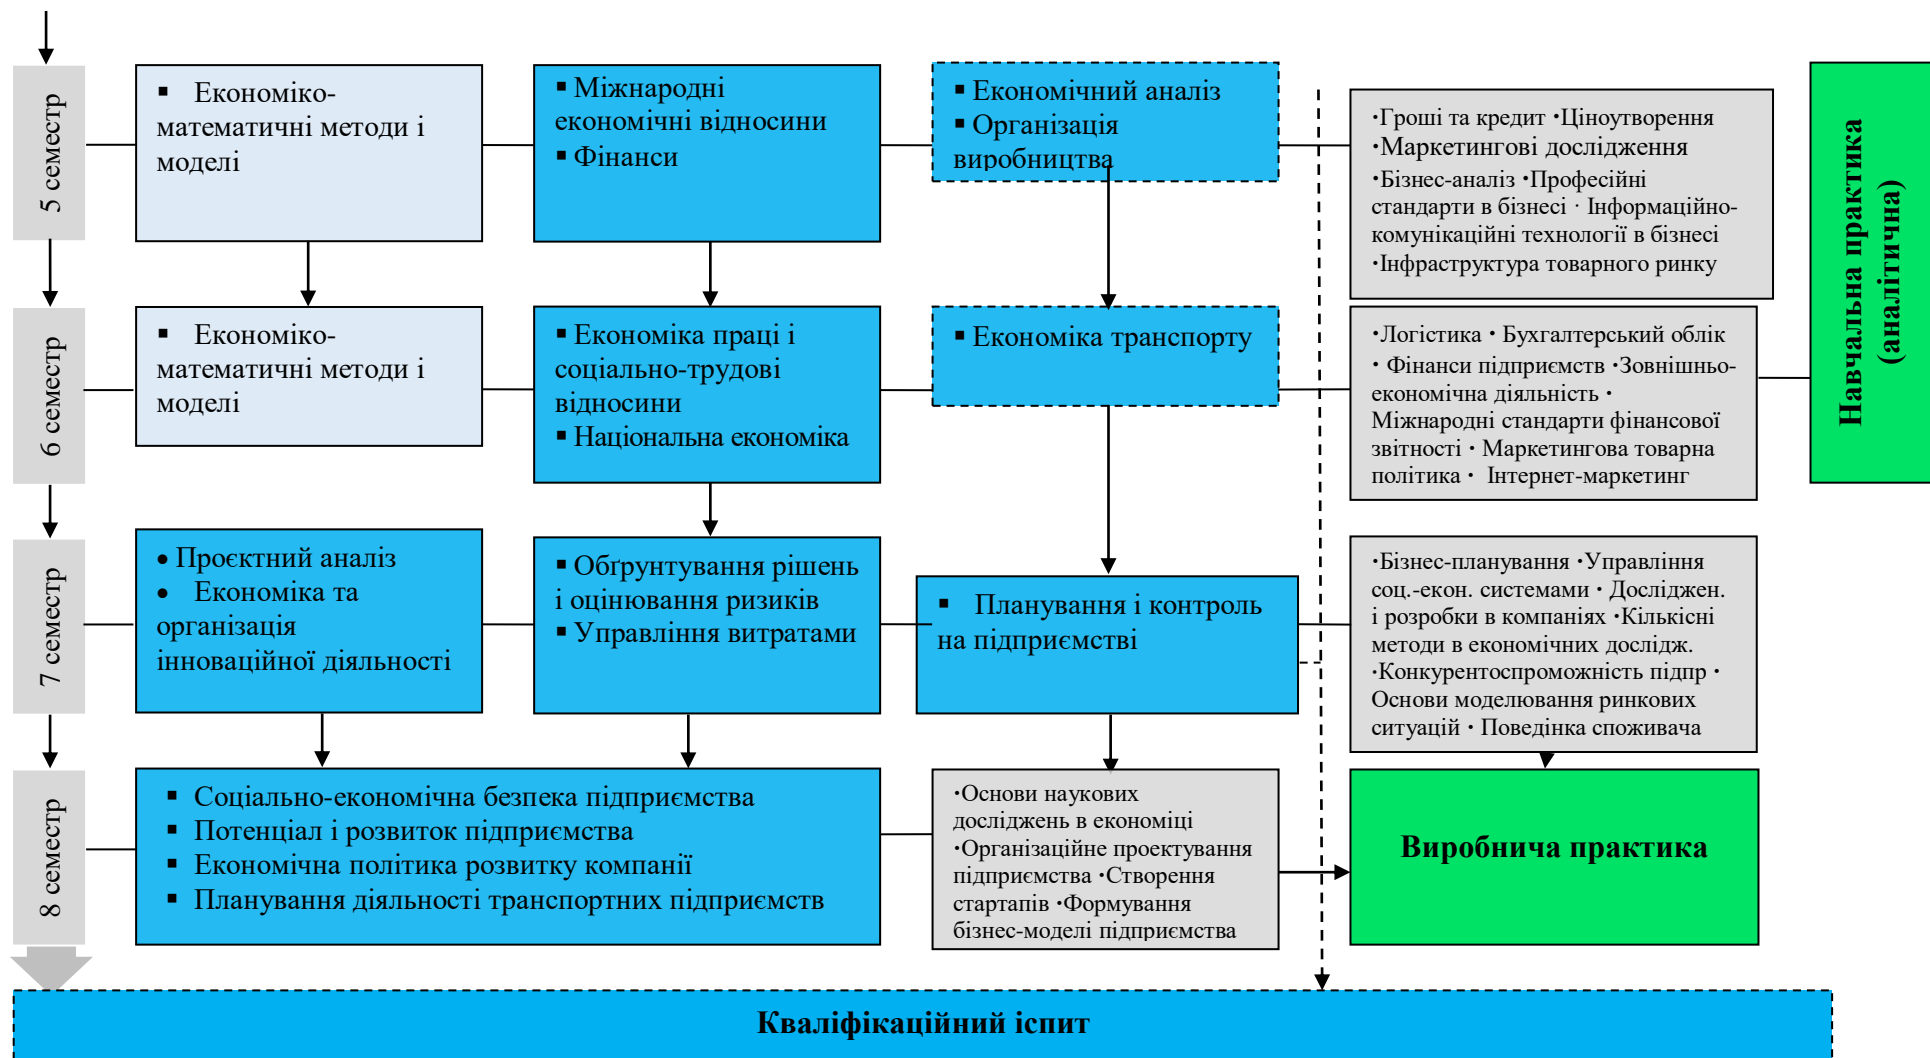 5 семестр
▪ Економіко-
математичні методи і
моделі
▪ Міжнародні
економічні відносини
▪ Фінанси
▪ Економічний аналіз
▪ Організація
виробництва
·Гроші та кредит ·Ціноутворення
·Маркетингові дослідження
·Бізнес-аналіз ·Професійні
стандарти в бізнесі · Інформаційно-
комунікаційні технології в бізнесі
·Інфраструктура товарного ринку
Навчальна практика
(аналітична)
6 семестр
▪ Економіко-
математичні методи і
моделі
▪ Економіка праці і
соціально-трудові
відносини
▪ Національна економіка
▪ Економіка транспорту
·Логістика · Бухгалтерський облік
· Фінанси підприємств ·Зовнішньо-
економічна діяльність ·
Міжнародні стандарти фінансової
звітності · Маркетингова товарна
політика · Інтернет-маркетинг
7 семестр
• Проєктний аналіз
• Економіка та
організація
інноваційної діяльності
▪ Обґрунтування рішень
і оцінювання ризиків
▪ Управління витратами
▪ Планування і контроль
на підприємстві
·Бізнес-планування ·Управління
соц.-екон. системами · Досліджен.
і розробки в компаніях ·Кількісні
методи в економічних дослідж.
·Конкурентоспроможність підпр ·
Основи моделювання ринкових
ситуацій · Поведінка споживача
8 семестр
▪ Соціально-економічна безпека підприємства
▪ Потенціал і розвиток підприємства
▪ Економічна політика розвитку компанії
▪ Планування діяльності транспортних підприємств
·Основи наукових
досліджень в економіці
·Організаційне проектування
підприємства ·Створення
стартапів ·Формування
бізнес-моделі підприємства
Виробнича практика
Кваліфікаційний іспит